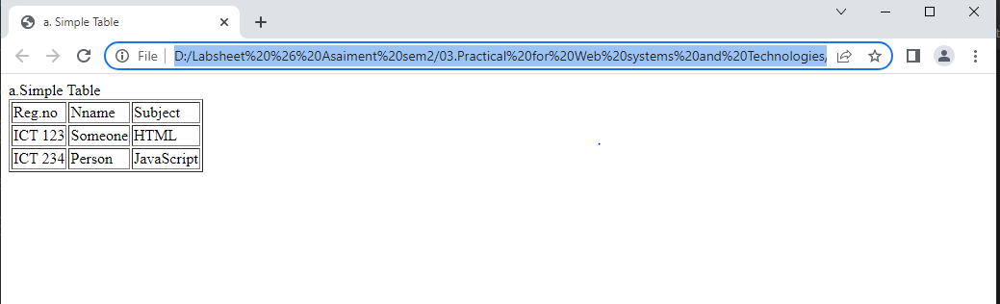 a. Simple Table
File D:/Labsheet%20%26%20Asaiment%20sem2/03.Practical%20for%20Web%20systems%20and%20Technologies/
a.Simple Table
Reg.no Nname Subject
ICT 123 Someone HTML
ICT 234 Person JavaScript